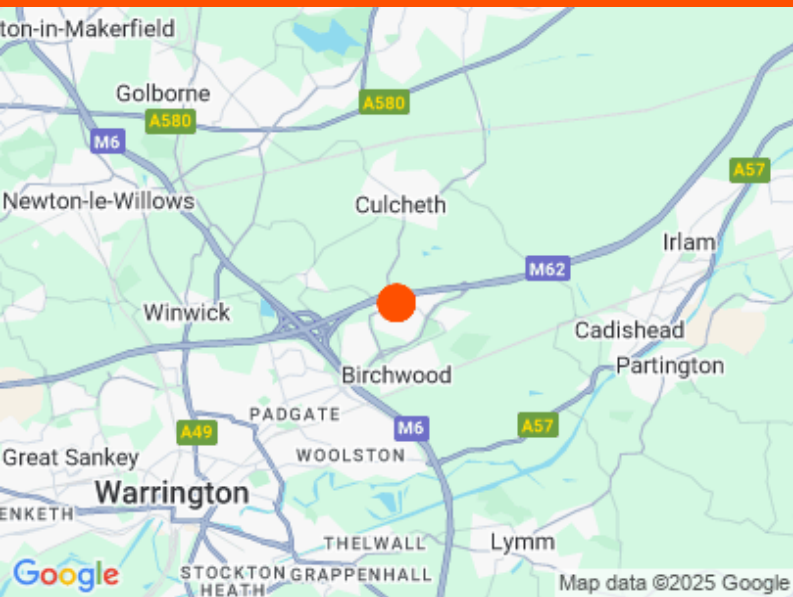 ton-in-Makerfield
Golborne
A580
A580
M6
A57
Newton-le-Willows
Culcheth
Irlam
M62
Winwick
Cadishead
Partington
Birchwood
PADGATE
M6
A57
A49
WOOLSTON
Great Sankey
Warrington
ENKETH
THELWALL
Lymm
Google
STOCKTON
HEATH
GRAPPENHALL
Map data ©2025 Google